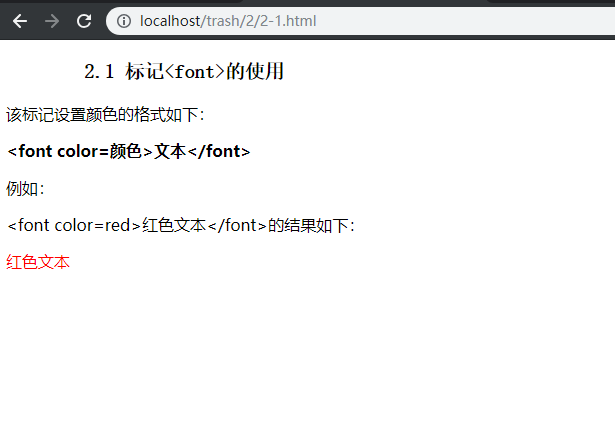 localhost/trash/2/2-1.html
2.1 标记<font>的使用
该标记设置颜色的格式如下：
<font color=颜色>文本</font>
例如：
<font color=red>红色文本</font>的结果如下：
红色文本